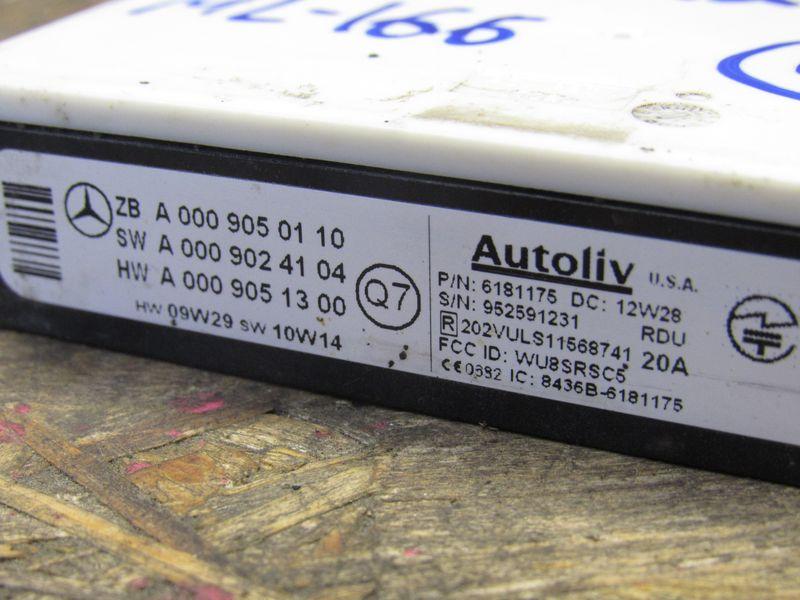 ML-166
ZB A 000 905 01 10
SW A 000 902 41 04
HW A 000 905 13 00
HW 09W29 SW 10W14
Q7
Autoliv U.S.A.
P/N: 6181175 DC: 12W28
S/N: 952591231 RDU
R 202VULS11568741 20A
FCC ID: WU8SRSC5
CE0682 IC: 8436B-6181175